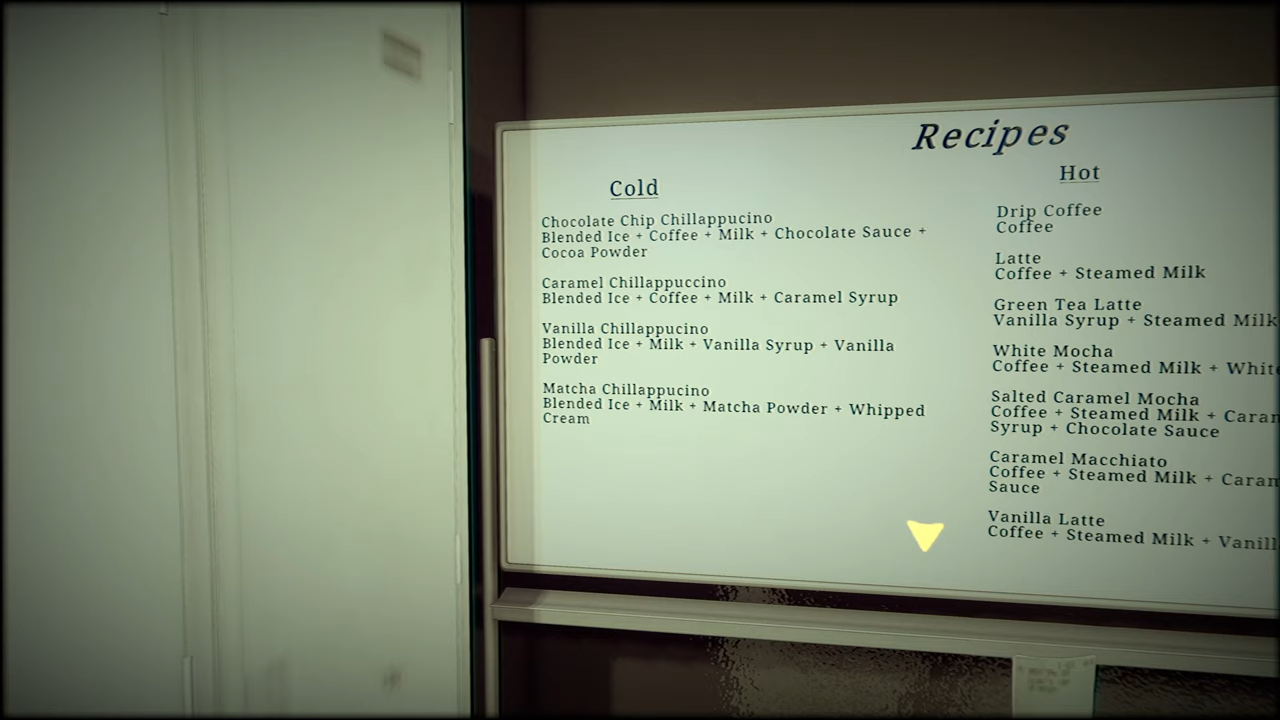 Recipes
Cold
Chocolate Chip Chillappucino
Blended Ice + Coffee + Milk + Chocolate Sauce +
Cocoa Powder
Caramel Chillappuccino
Blended Ice + Coffee + Milk + Caramel Syrup
Vanilla Chillappucino
Blended Ice + Milk + Vanilla Syrup + Vanilla
Powder
Matcha Chillappucino
Blended Ice + Milk + Matcha Powder + Whipped
Cream
Hot
Drip Coffee
Coffee
Latte
Coffee + Steamed Milk
Green Tea Latte
Vanilla Syrup + Steamed Milk
White Mocha
Coffee + Steamed Milk +
Salted Caramel Mocha
Coffee + Steamed Milk +
Syrup + Chocolate Sauce
Caramel Macchiato
Coffee + Steamed Milk +
Sauce
Vanilla Latte
Coffee + Steamed Milk +